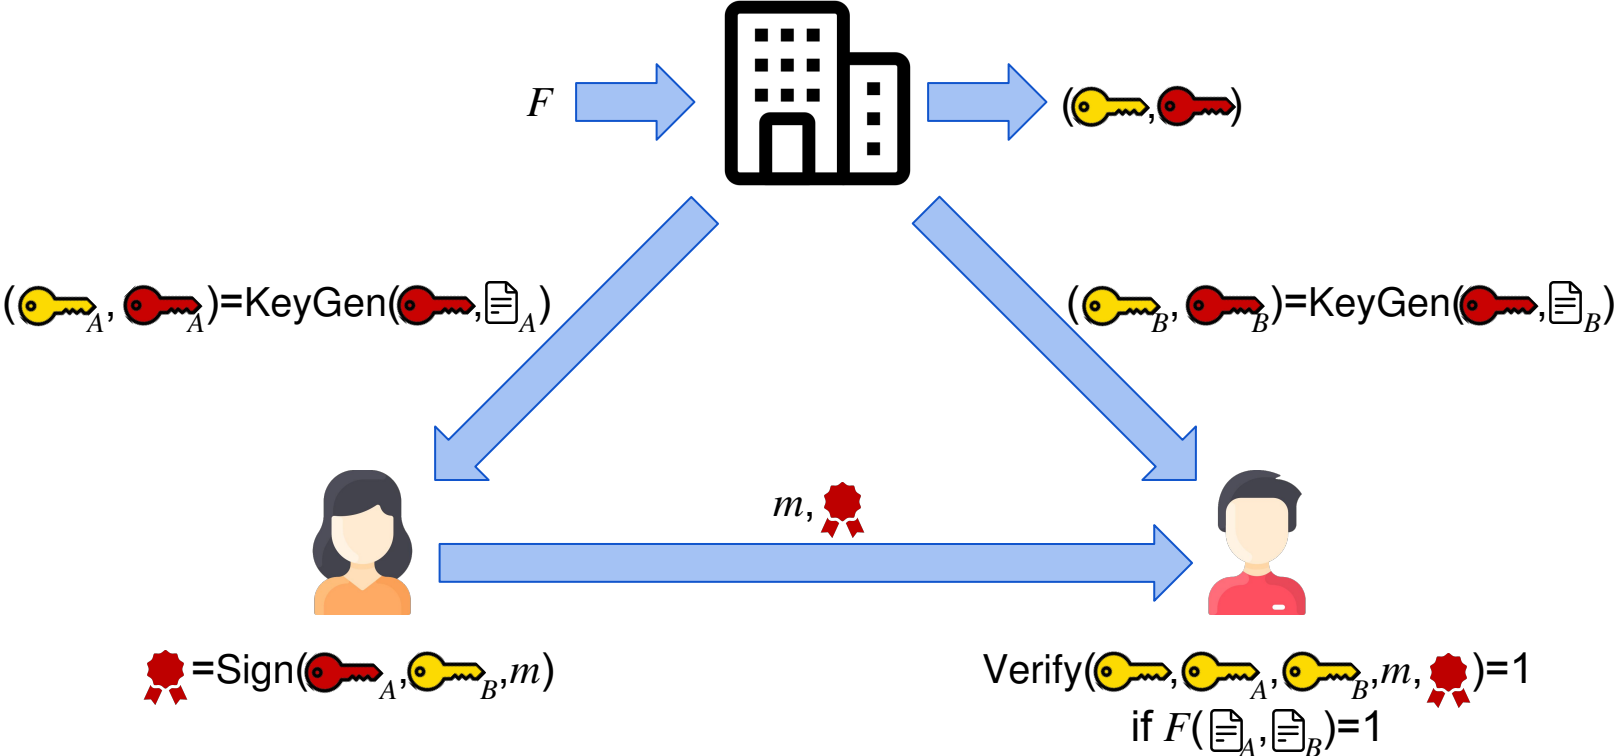 F
( , )
( A, A)=KeyGen( , A)
( B, B)=KeyGen( , B)
m,
=Sign( A, B,m)
Verify( , A, B,m, )=1
if F( A, B)=1